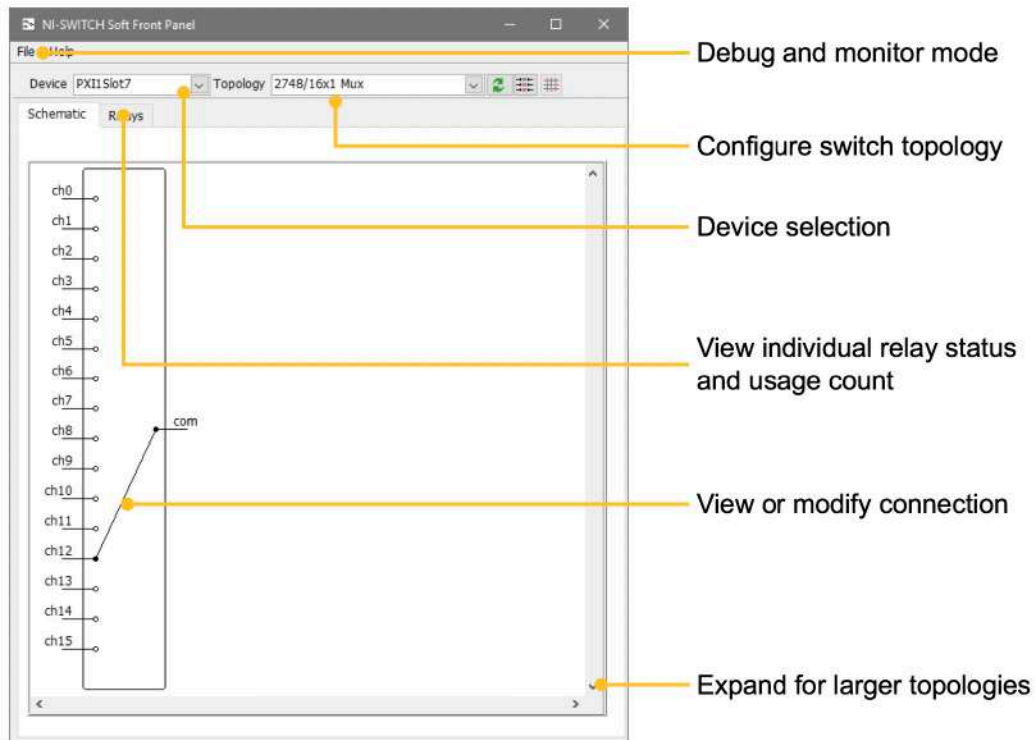 NI-SWITCH Soft Front Panel
File Help
Device PXI1Slot7 Topology 2748/16x1 Mux
Schematic Relays
ch0
ch1
ch2
ch3
ch4
ch5
ch6
ch7
ch8
com
ch9
ch10
ch11
ch12
ch13
ch14
ch15
Debug and monitor mode
Configure switch topology
Device selection
View individual relay status
and usage count
View or modify connection
Expand for larger topologies